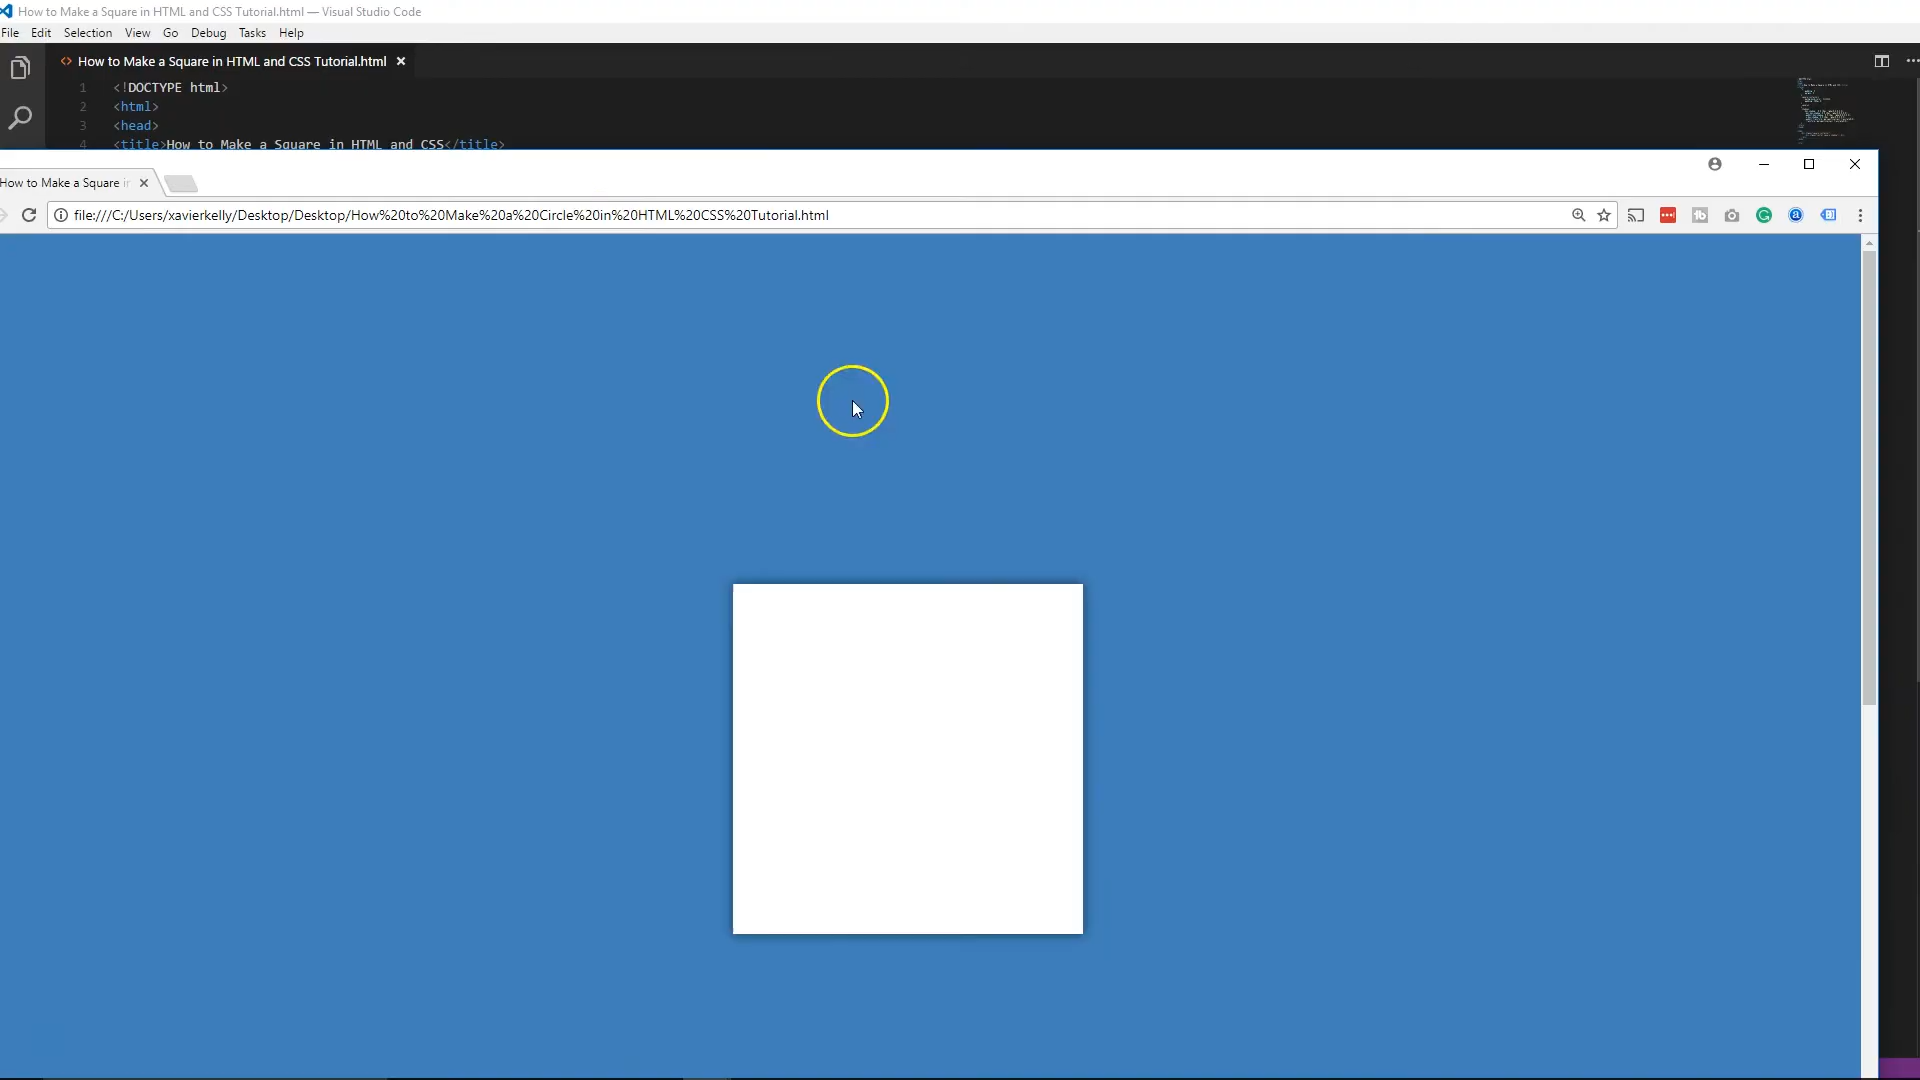 How to Make a Square in HTML and CSS Tutorial.html — Visual Studio Code
File Edit Selection View Go Debug Tasks Help
<> How to Make a Square in HTML and CSS Tutorial.html ×
1 <!DOCTYPE html>
2 <html>
3 <head>
4 <title>How to Make a Square in HTML and CSS</title>
How to Make a Square in
file:///C:/Users/xavierkelly/Desktop/Desktop/How%20to%20Make%20a%20Circle%20in%20HTML%20CSS%20Tutorial.html